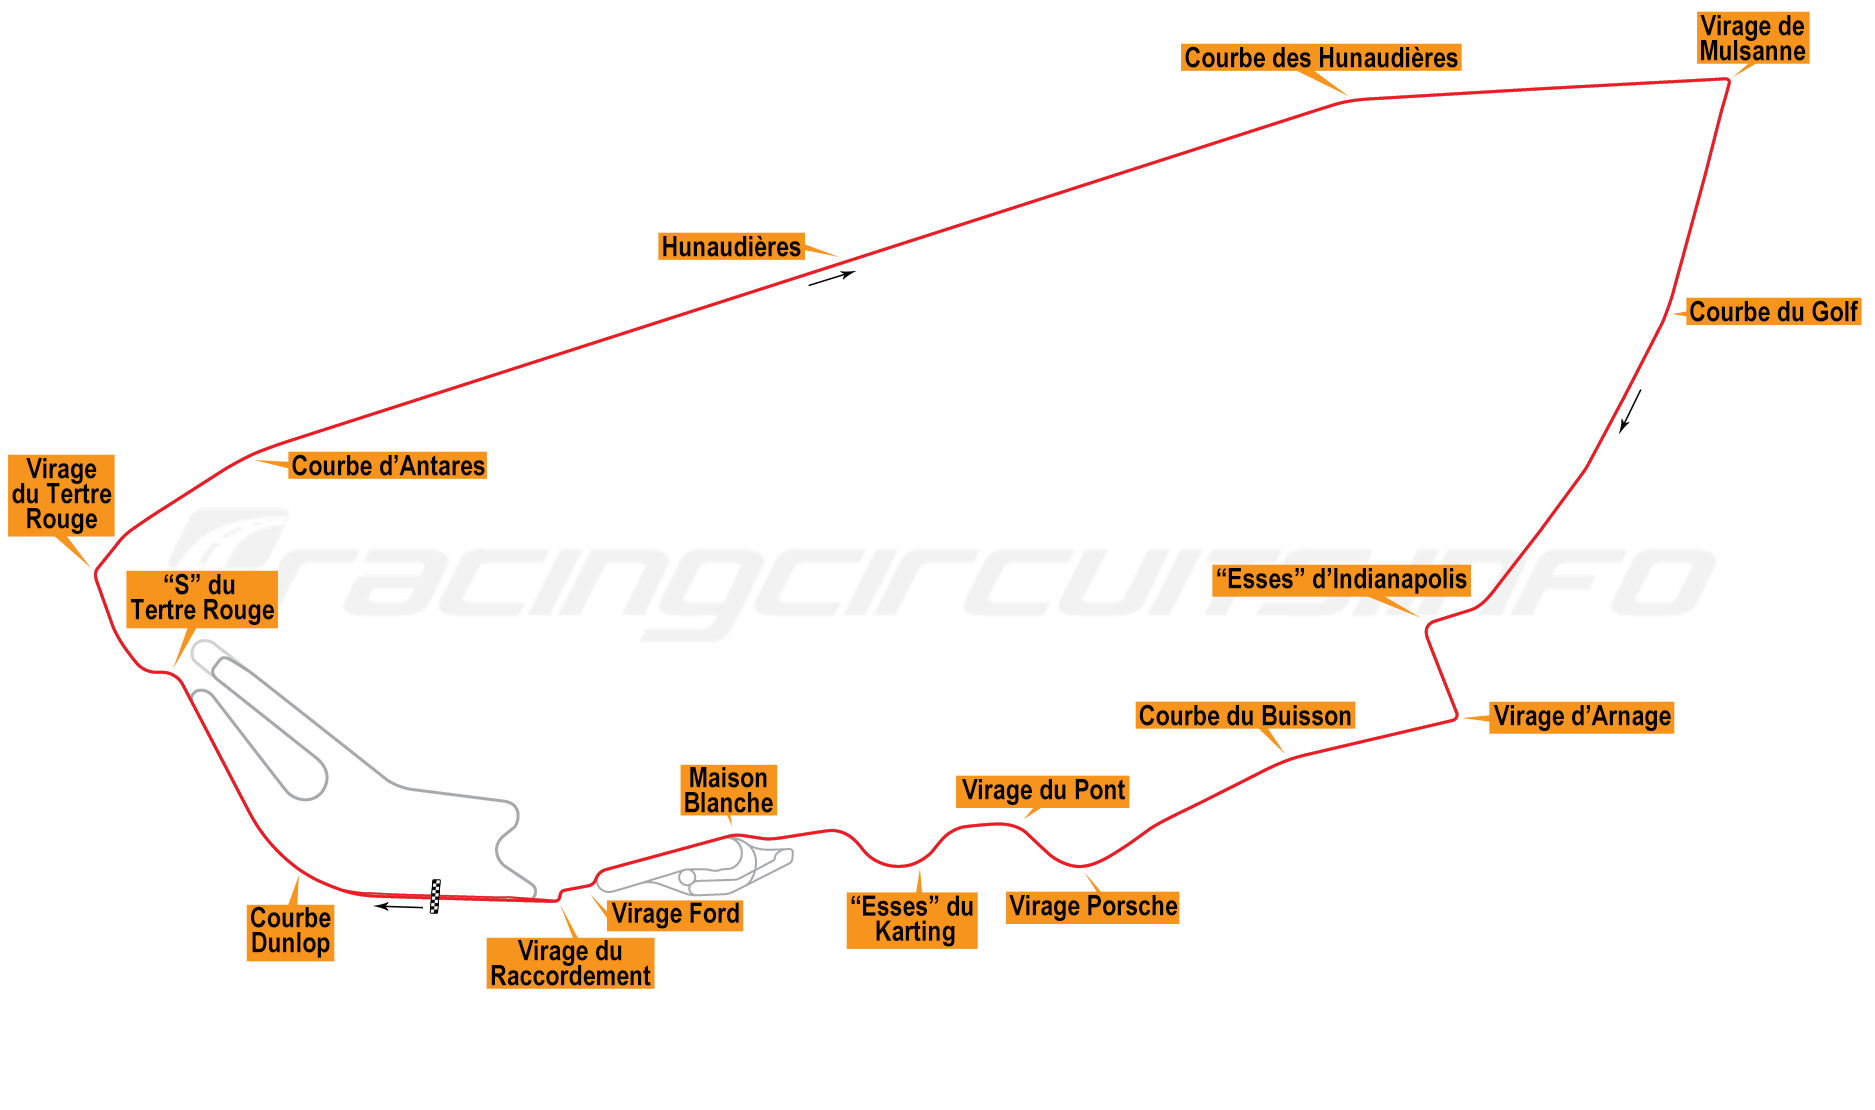 Virage de
Mulsanne
Courbe des Hunaudières
Hunaudières
Courbe du Golf
Courbe d’Antares
Virage
du Tertre
Rouge
“S” du
Tertre Rouge
racingcircuits.info
“Esses” d’Indianapolis
Courbe du Buisson
Virage d’Arnage
Maison
Blanche
Virage du Pont
“Esses” du
Karting
Virage Porsche
Virage Ford
Courbe
Dunlop
Virage du
Raccordement